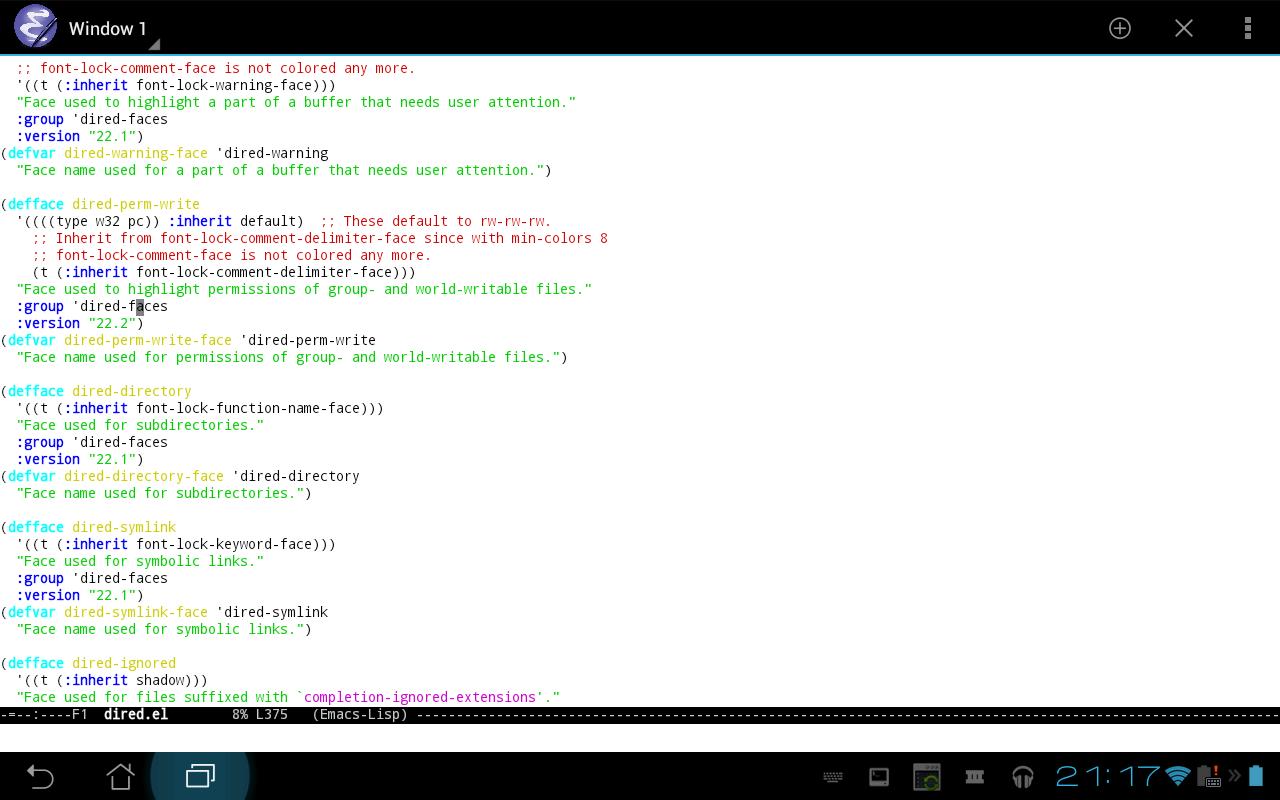 Window 1
  ;; font-lock-comment-face is not colored any more.
  '((t (:inherit font-lock-warning-face)))
  "Face used to highlight a part of a buffer that needs user attention."
  :group 'dired-faces
  :version "22.1")
(defvar dired-warning-face 'dired-warning
  "Face name used for a part of a buffer that needs user attention.")

(defface dired-perm-write
  '((((type w32 pc)) :inherit default)  ;; These default to rw-rw-rw.
    ;; Inherit from font-lock-comment-delimiter-face since with min-colors 8
    ;; font-lock-comment-face is not colored any more.
    (t (:inherit font-lock-comment-delimiter-face)))
  "Face used to highlight permissions of group- and world-writable files."
  :group 'dired-faces
  :version "22.2")
(defvar dired-perm-write-face 'dired-perm-write
  "Face name used for permissions of group- and world-writable files.")

(defface dired-directory
  '((t (:inherit font-lock-function-name-face)))
  "Face used for subdirectories."
  :group 'dired-faces
  :version "22.1")
(defvar dired-directory-face 'dired-directory
  "Face name used for subdirectories.")

(defface dired-symlink
  '((t (:inherit font-lock-keyword-face)))
  "Face used for symbolic links."
  :group 'dired-faces
  :version "22.1")
(defvar dired-symlink-face 'dired-symlink
  "Face name used for symbolic links.")

(defface dired-ignored
  '((t (:inherit shadow)))
  "Face used for files suffixed with `completion-ignored-extensions'."
-=--:----F1  dired.el        8% L375   (Emacs-Lisp) ------------------------------------------------------------------------------------------------------------
21:17